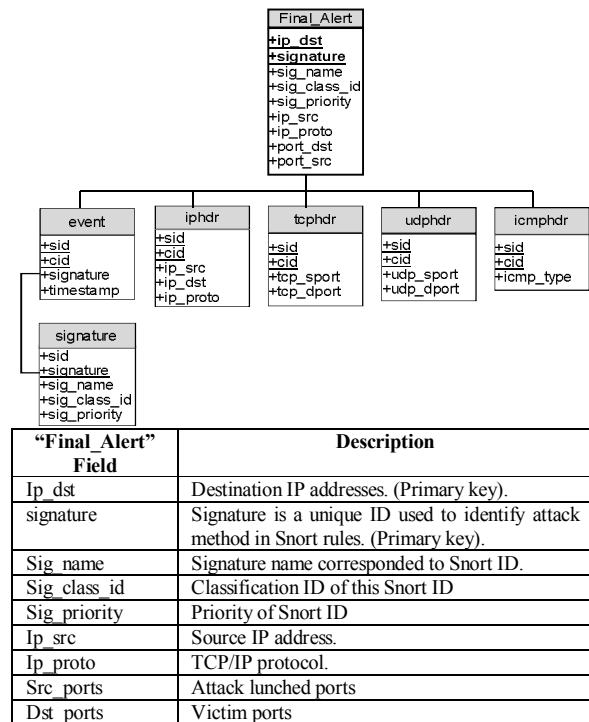 Final_Alert
+ip_dst
+signature
+sig_name
+sig_class_id
+sig_priority
+ip_src
+ip_proto
+port_dst
+port_src
event
+sid
+cid
+signature
+timestamp
iphdr
+sid
+cid
+ip_src
+ip_dst
+ip_proto
tcphdr
+sid
+cid
+tcp_sport
+tcp_dport
udphdr
+sid
+cid
+udp_sport
+udp_dport
icmphdr
+sid
+cid
+icmp_type
signature
+sid
+signature
+sig_name
+sig_class_id
+sig_priority
“Final_Alert” Description
Field
Ip_dst Destination IP addresses. (Primary key).
signature Signature is a unique ID used to identify attack
method in Snort rules. (Primary key).
Sig_name Signature name corresponded to Snort ID.
Sig_class_id Classification ID of this Snort ID
Sig_priority Priority of Snort ID
Ip_src Source IP address.
Ip_proto TCP/IP protocol.
Src_ports Attack lunched ports
Dst_ports Victim ports